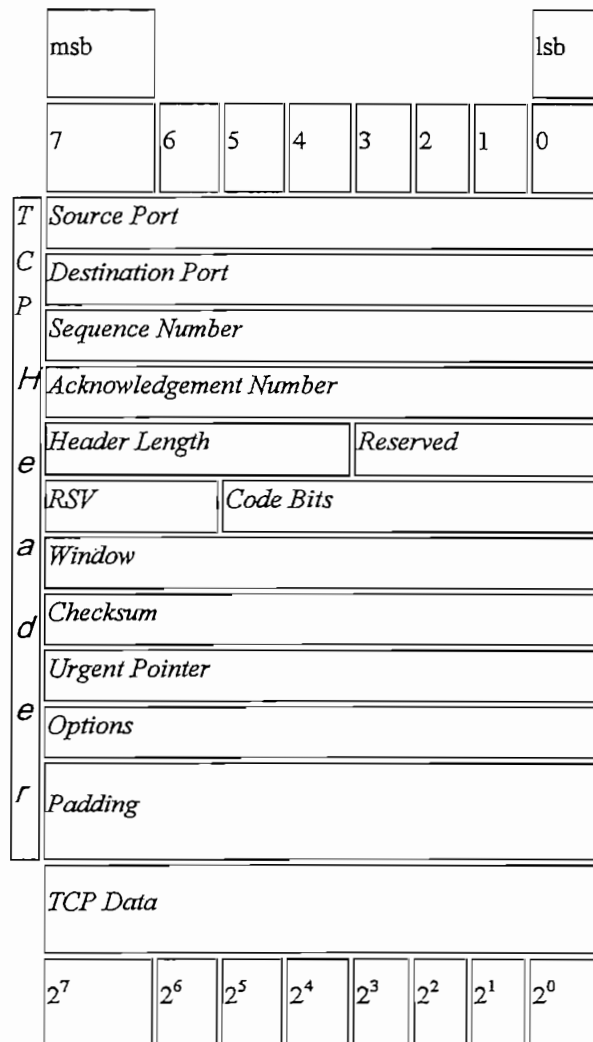 msb lsb
7 6 5 4 3 2 1 0
TCP Header
Source Port
Destination Port
Sequence Number
Acknowledgement Number
Header Length Reserved
RSV Code Bits
Window
Checksum
Urgent Pointer
Options
Padding
TCP Data
2⁷ 2⁶ 2⁵ 2⁴ 2³ 2² 2¹ 2⁰